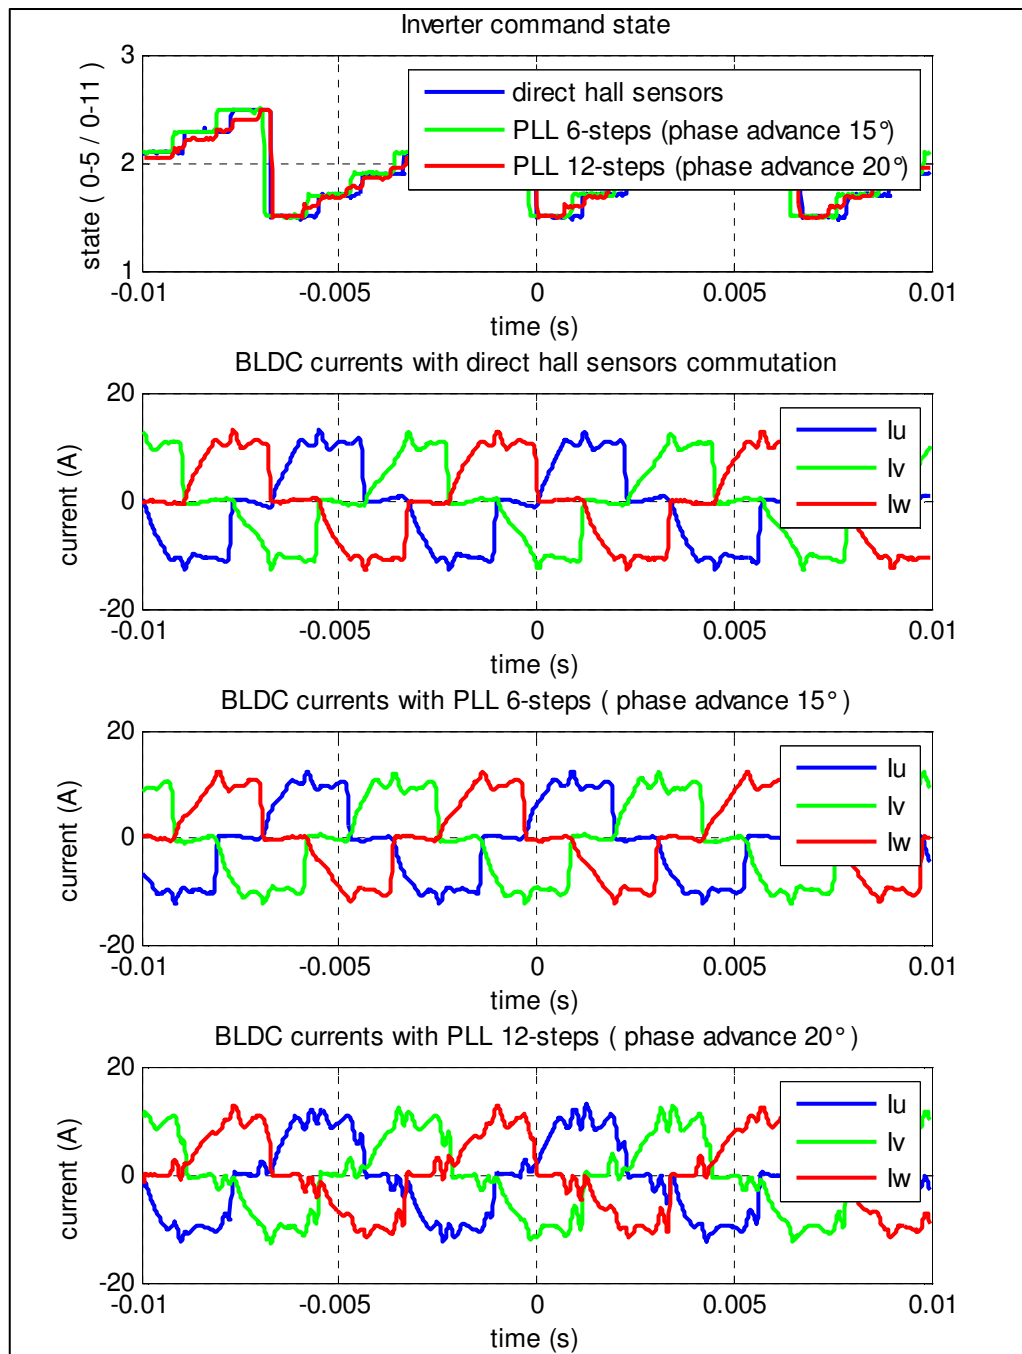 Inverter command state
3
2
1
state ( 0-5 / 0-11 )
direct hall sensors
PLL 6-steps (phase advance 15°)
PLL 12-steps (phase advance 20°)
-0.01 -0.005 0 0.005 0.01
time (s)
BLDC currents with direct hall sensors commutation
20
0
-20
current (A)
Iu
Iv
Iw
-0.01 -0.005 0 0.005 0.01
time (s)
BLDC currents with PLL 6-steps ( phase advance 15° )
20
0
-20
current (A)
Iu
Iv
Iw
-0.01 -0.005 0 0.005 0.01
time (s)
BLDC currents with PLL 12-steps ( phase advance 20° )
20
0
-20
current (A)
Iu
Iv
Iw
-0.01 -0.005 0 0.005 0.01
time (s)